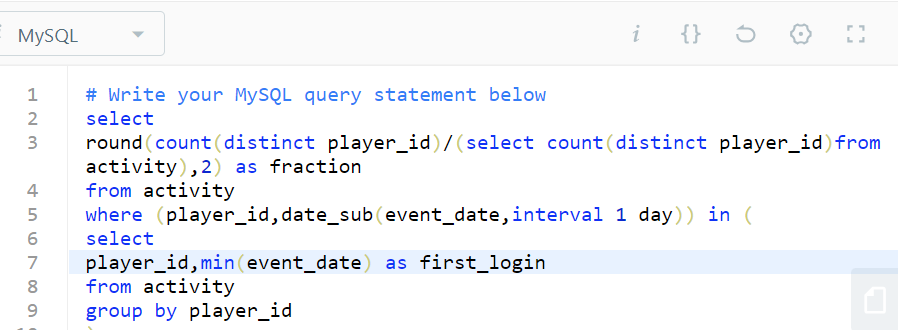 MySQL
i {}
1 # Write your MySQL query statement below
2 select
3 round(count(distinct player_id)/(select count(distinct player_id)from
activity),2) as fraction
4 from activity
5 where (player_id,date_sub(event_date,interval 1 day)) in (
6 select
7 player_id,min(event_date) as first_login
8 from activity
9 group by player_id